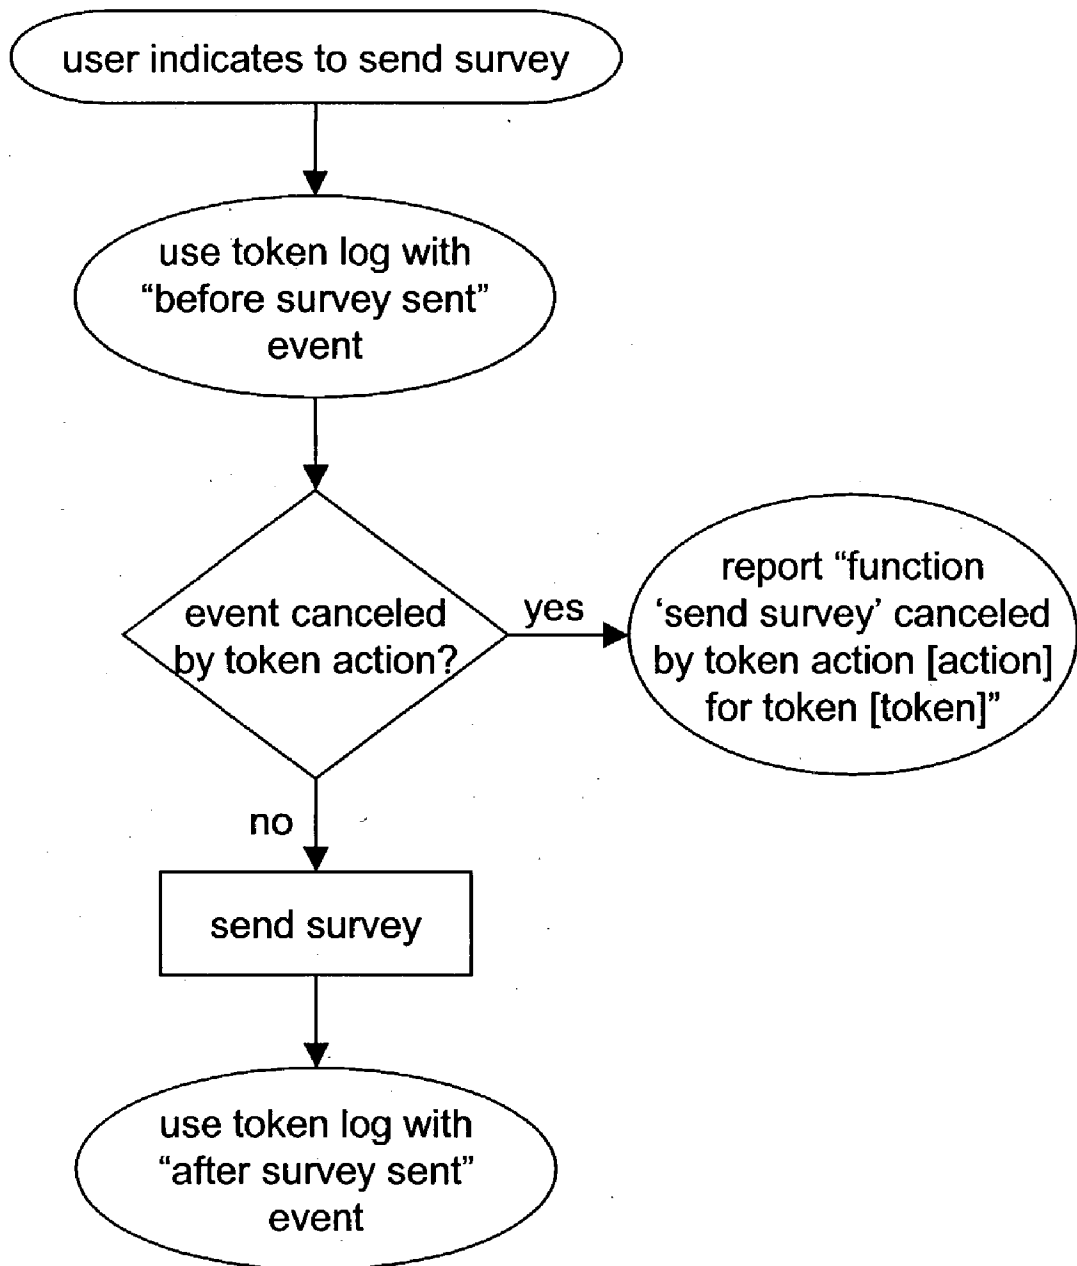 user indicates to send survey
use token log with
“before survey sent”
event
event canceled
by token action?
yes
report “function
‘send survey’ canceled
by token action [action]
for token [token]”
no
send survey
use token log with
“after survey sent”
event